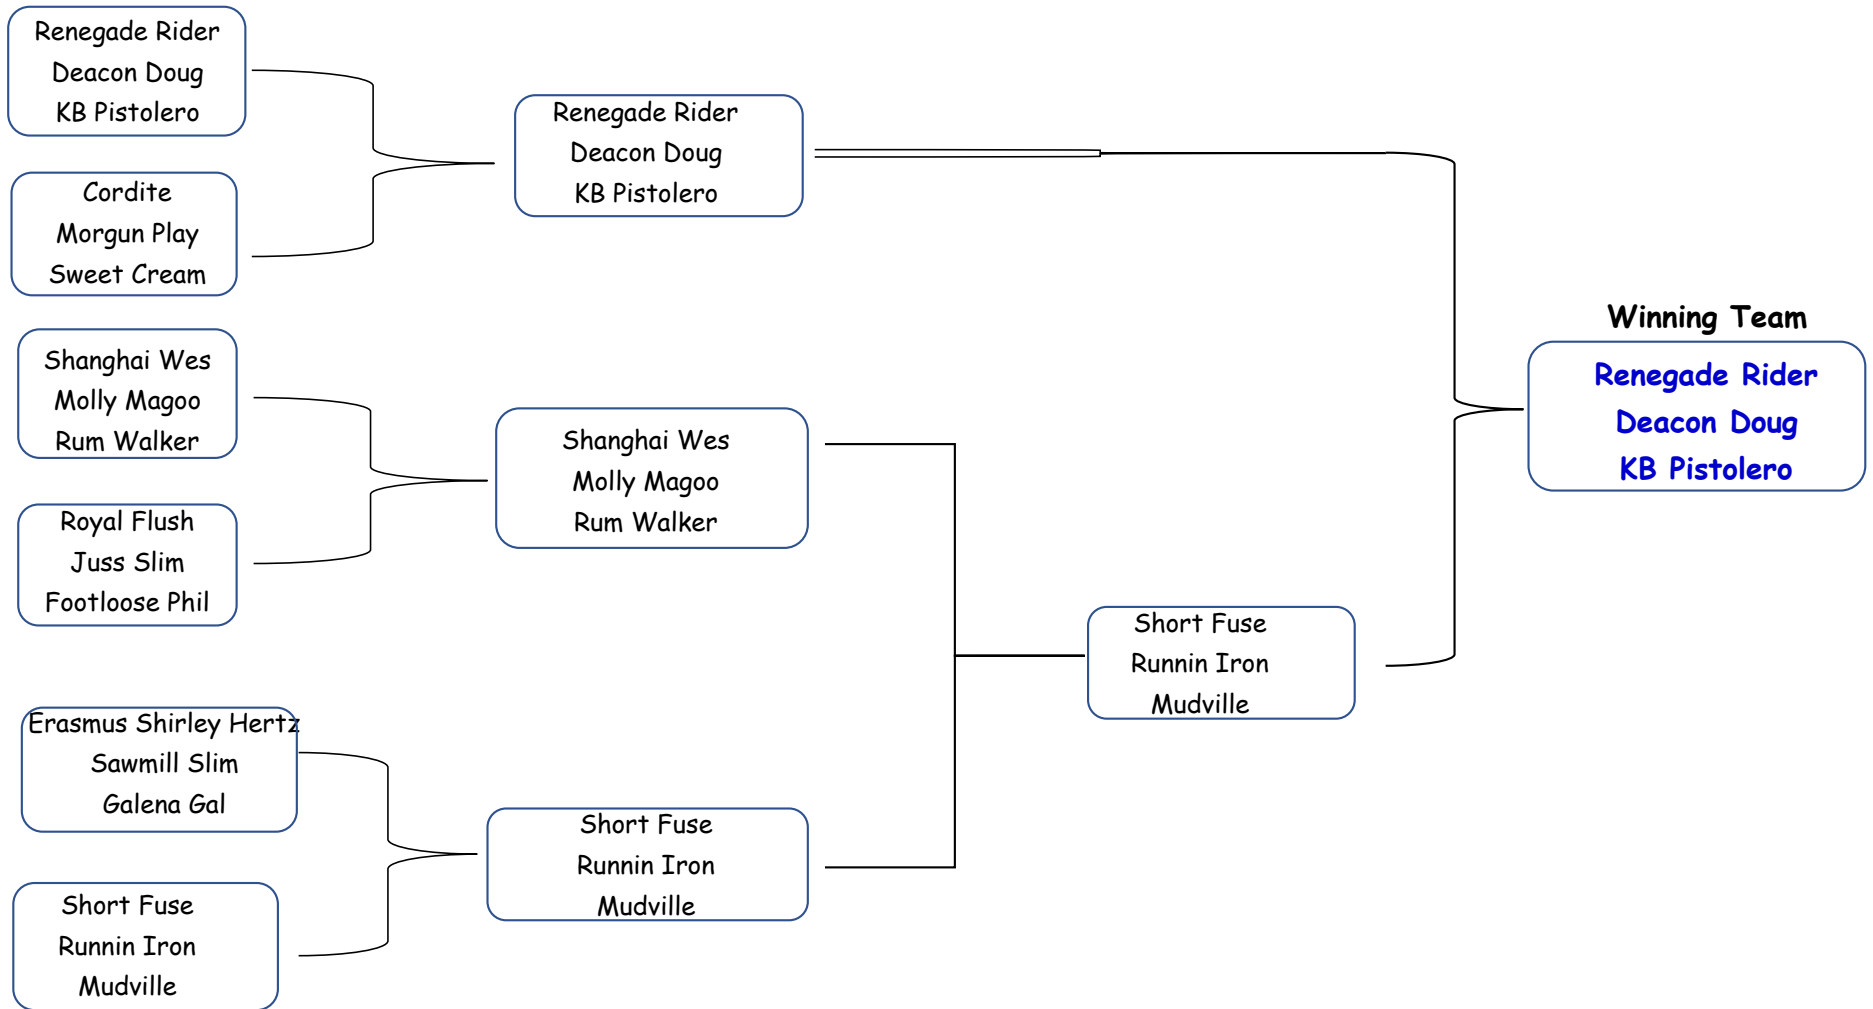 Renegade Rider
Deacon Doug
KB Pistolero
Cordite
Morgun Play
Sweet Cream
Shanghai Wes
Molly Magoo
Rum Walker
Royal Flush
Juss Slim
Footloose Phil
Erasmus Shirley Hertz
Sawmill Slim
Galena Gal
Short Fuse
Runnin Iron
Mudville
Renegade Rider
Deacon Doug
KB Pistolero
Shanghai Wes
Molly Magoo
Rum Walker
Short Fuse
Runnin Iron
Mudville
Short Fuse
Runnin Iron
Mudville
Winning Team
Renegade Rider
Deacon Doug
KB Pistolero